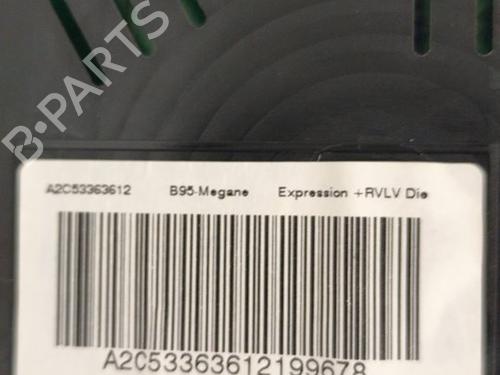 B-PARTS
A2C53363612 B95-Megane Expression +RVLV Die
A2C53363612199678